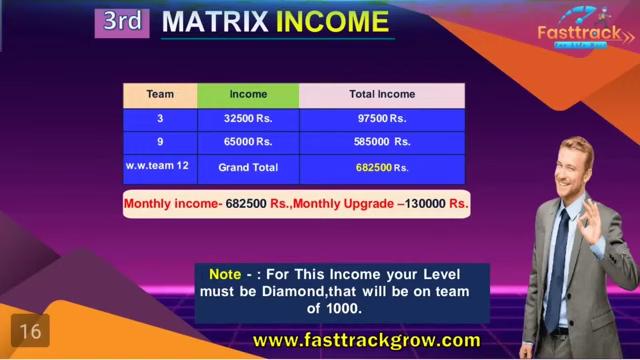 3rd MATRIX INCOME
Fasttrack
Team Income Total Income
3 32500 Rs. 97500 Rs.
9 65000 Rs. 585000 Rs.
w.w.team 12 Grand Total 682500 Rs.
Monthly income- 682500 Rs.,Monthly Upgrade –130000 Rs.
Note - : For This Income your Level
must be Diamond,that will be on team
of 1000.
16
www.fasttrackgrow.com